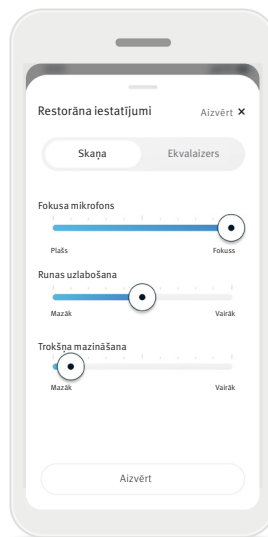 Restorāna iestatījumi
Aizvērt ×
Skaņa Ekvalaizers
Fokusa mikrofons
Plašs Fokuss
Runas uzlabošana
Mazāk Vairāk
Trokšņa mazināšana
Mazāk Vairāk
Aizvērt